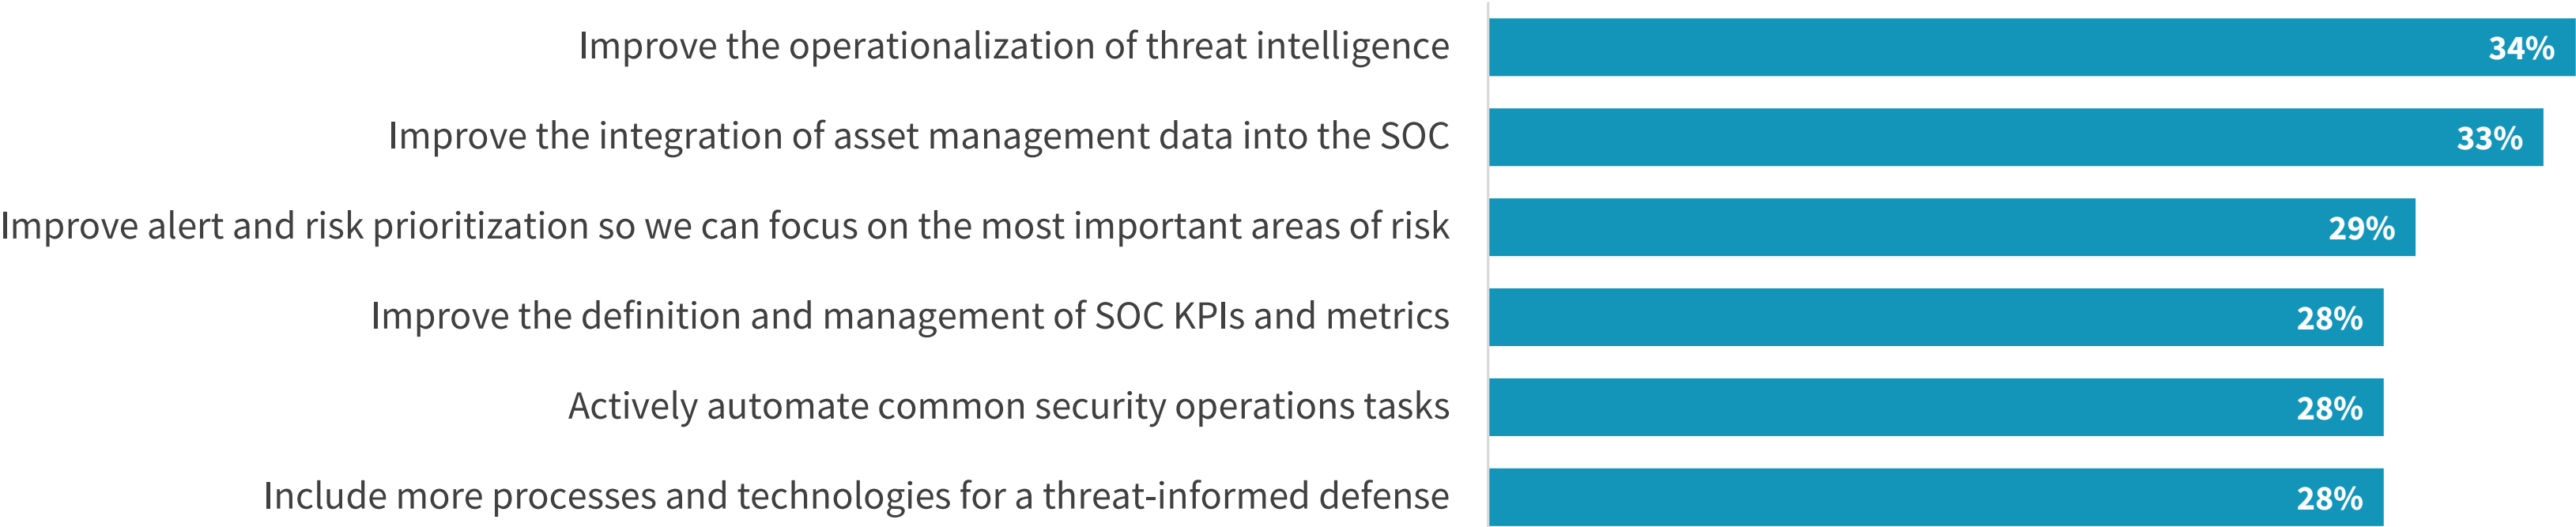 Improve the operationalization of threat intelligence 34%
Improve the integration of asset management data into the SOC 33%
Improve alert and risk prioritization so we can focus on the most important areas of risk 29%
Improve the definition and management of SOC KPIs and metrics 28%
Actively automate common security operations tasks 28%
Include more processes and technologies for a threat-informed defense 28%